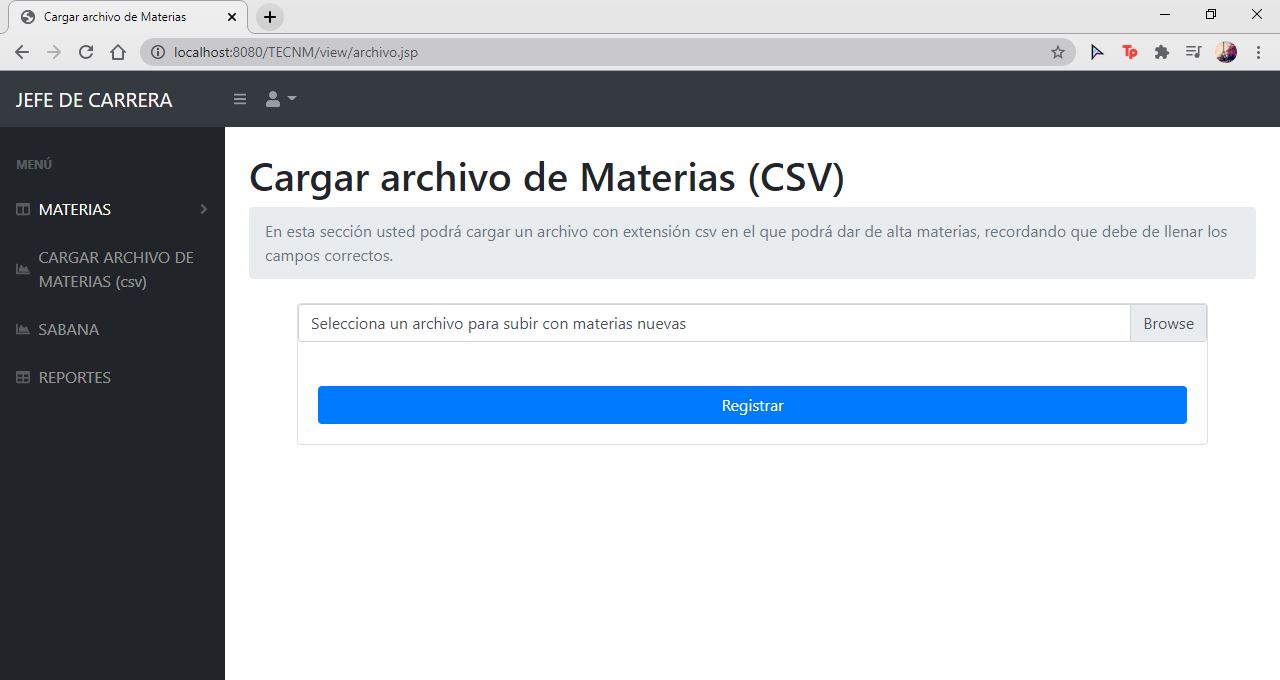 Cargar archivo de Materias
localhost:8080/TECNM/view/archivo.jsp
Tp
JEFE DE CARRERA
MENÚ
MATERIAS
CARGAR ARCHIVO DE
MATERIAS (csv)
SABANA
REPORTES
Cargar archivo de Materias (CSV)
En esta sección usted podrá cargar un archivo con extensión csv en el que podrá dar de alta materias, recordando que debe de llenar los
campos correctos.
Selecciona un archivo para subir con materias nuevas
Browse
Registrar